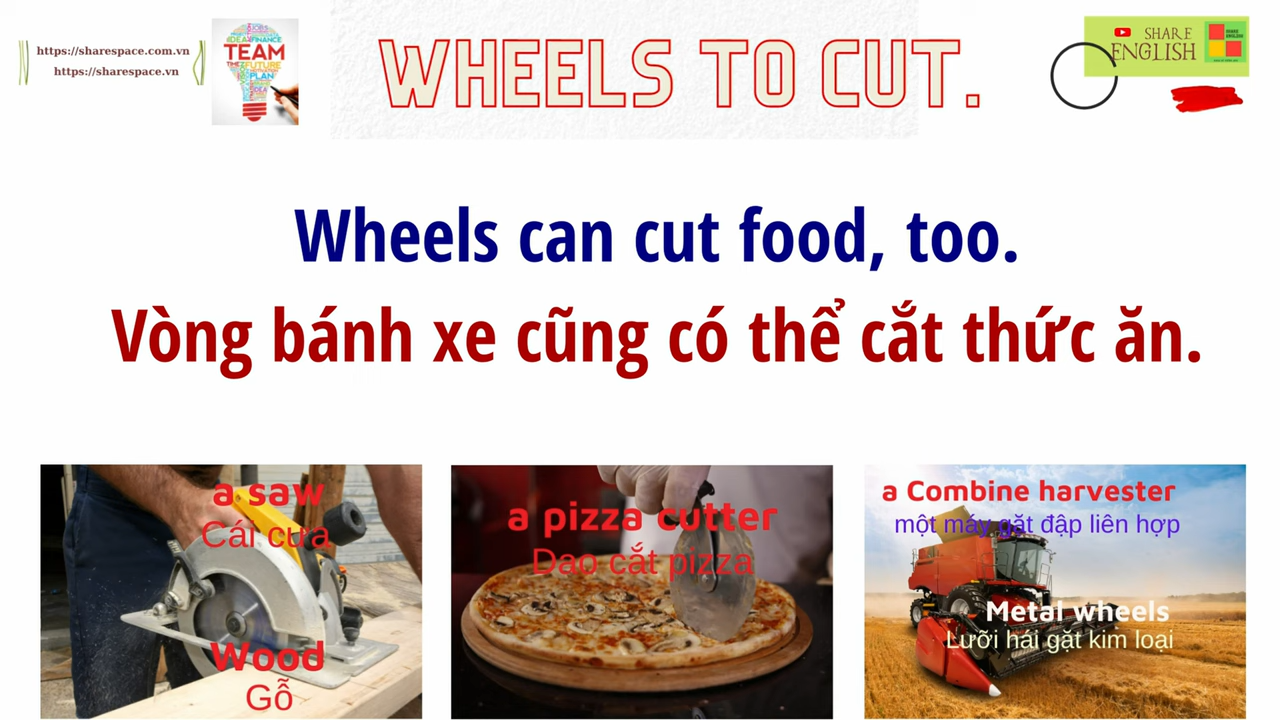 https://sharespace.com.vn
https://sharespace.vn
TEAM
FUTURE
PLAN
WHEELS TO CUT.
SHARE
ENGLISH
Wheels can cut food, too.
Vòng bánh xe cũng có thể cắt thức ăn.
a saw
Cái cưa
Wood
Gỗ
a pizza cutter
Dao cắt pizza
a Combine harvester
một máy gặt đập liên hợp
Metal wheels
Lưỡi hái gặt kim loại